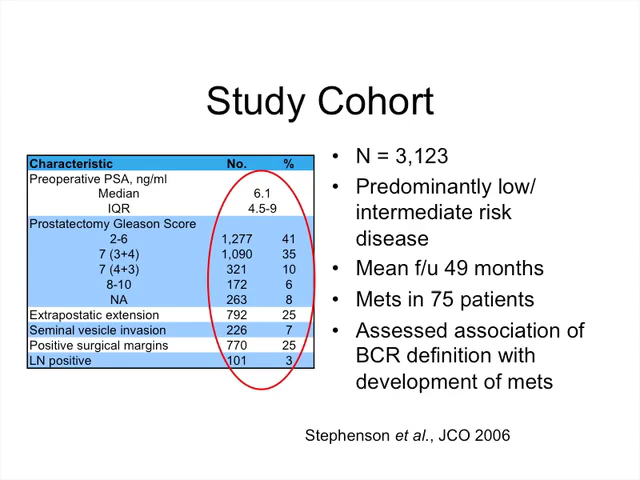 Study Cohort
Characteristic No. %
Preoperative PSA, ng/ml
Median 6.1
IQR 4.5-9
Prostatectomy Gleason Score
2-6 1,277 41
7 (3+4) 1,090 35
7 (4+3) 321 10
8-10 172 6
NA 263 8
Extrapostatic extension 792 25
Seminal vesicle invasion 226 7
Positive surgical margins 770 25
LN positive 101 3
• N = 3,123
• Predominantly low/
intermediate risk
disease
• Mean f/u 49 months
• Mets in 75 patients
• Assessed association of
BCR definition with
development of mets
Stephenson et al., JCO 2006